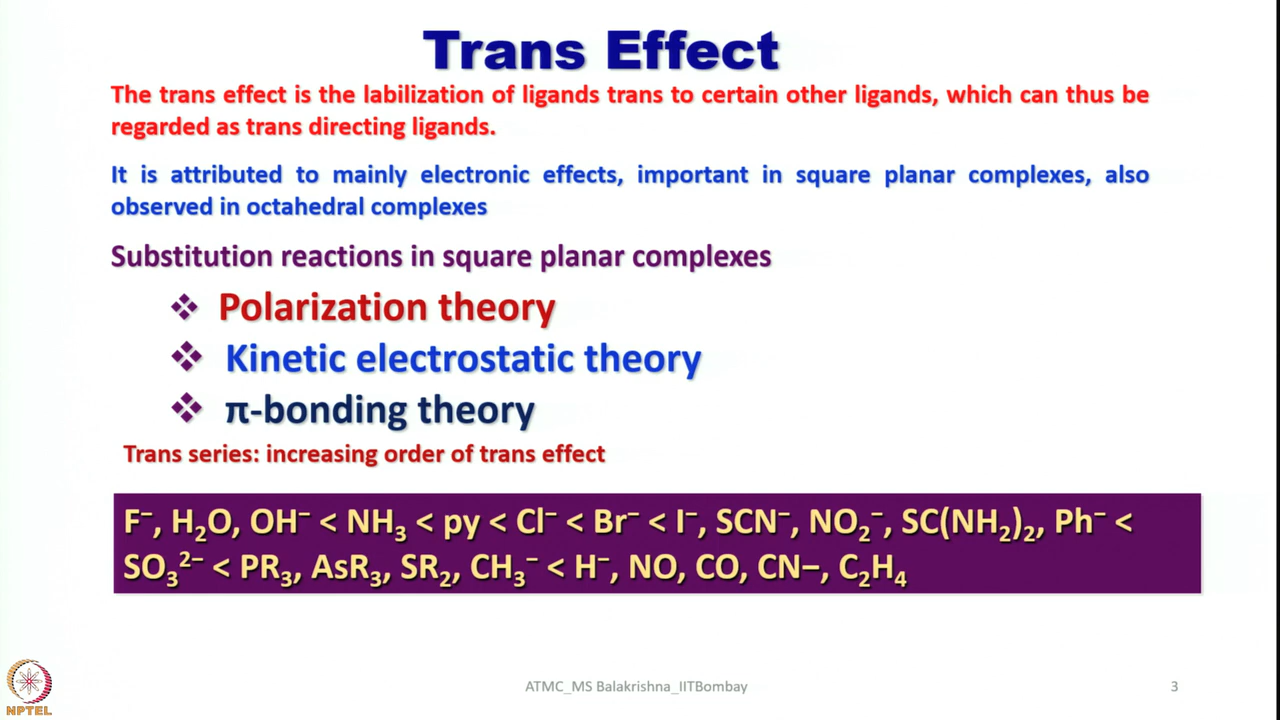 Trans Effect
The trans effect is the labilization of ligands trans to certain other ligands, which can thus be
regarded as trans directing ligands.
It is attributed to mainly electronic effects, important in square planar complexes, also
observed in octahedral complexes
Substitution reactions in square planar complexes
❖ Polarization theory
❖ Kinetic electrostatic theory
❖ π-bonding theory
Trans series: increasing order of trans effect
F⁻, H₂O, OH⁻ < NH₃ < py < Cl⁻ < Br⁻ < I⁻, SCN⁻, NO₂⁻, SC(NH₂)₂, Ph⁻ <
SO₃²⁻ < PR₃, AsR₃, SR₂, CH₃⁻ < H⁻, NO, CO, CN−, C₂H₄
NPTEL
ATMC_MS Balakrishna_IITBombay
3